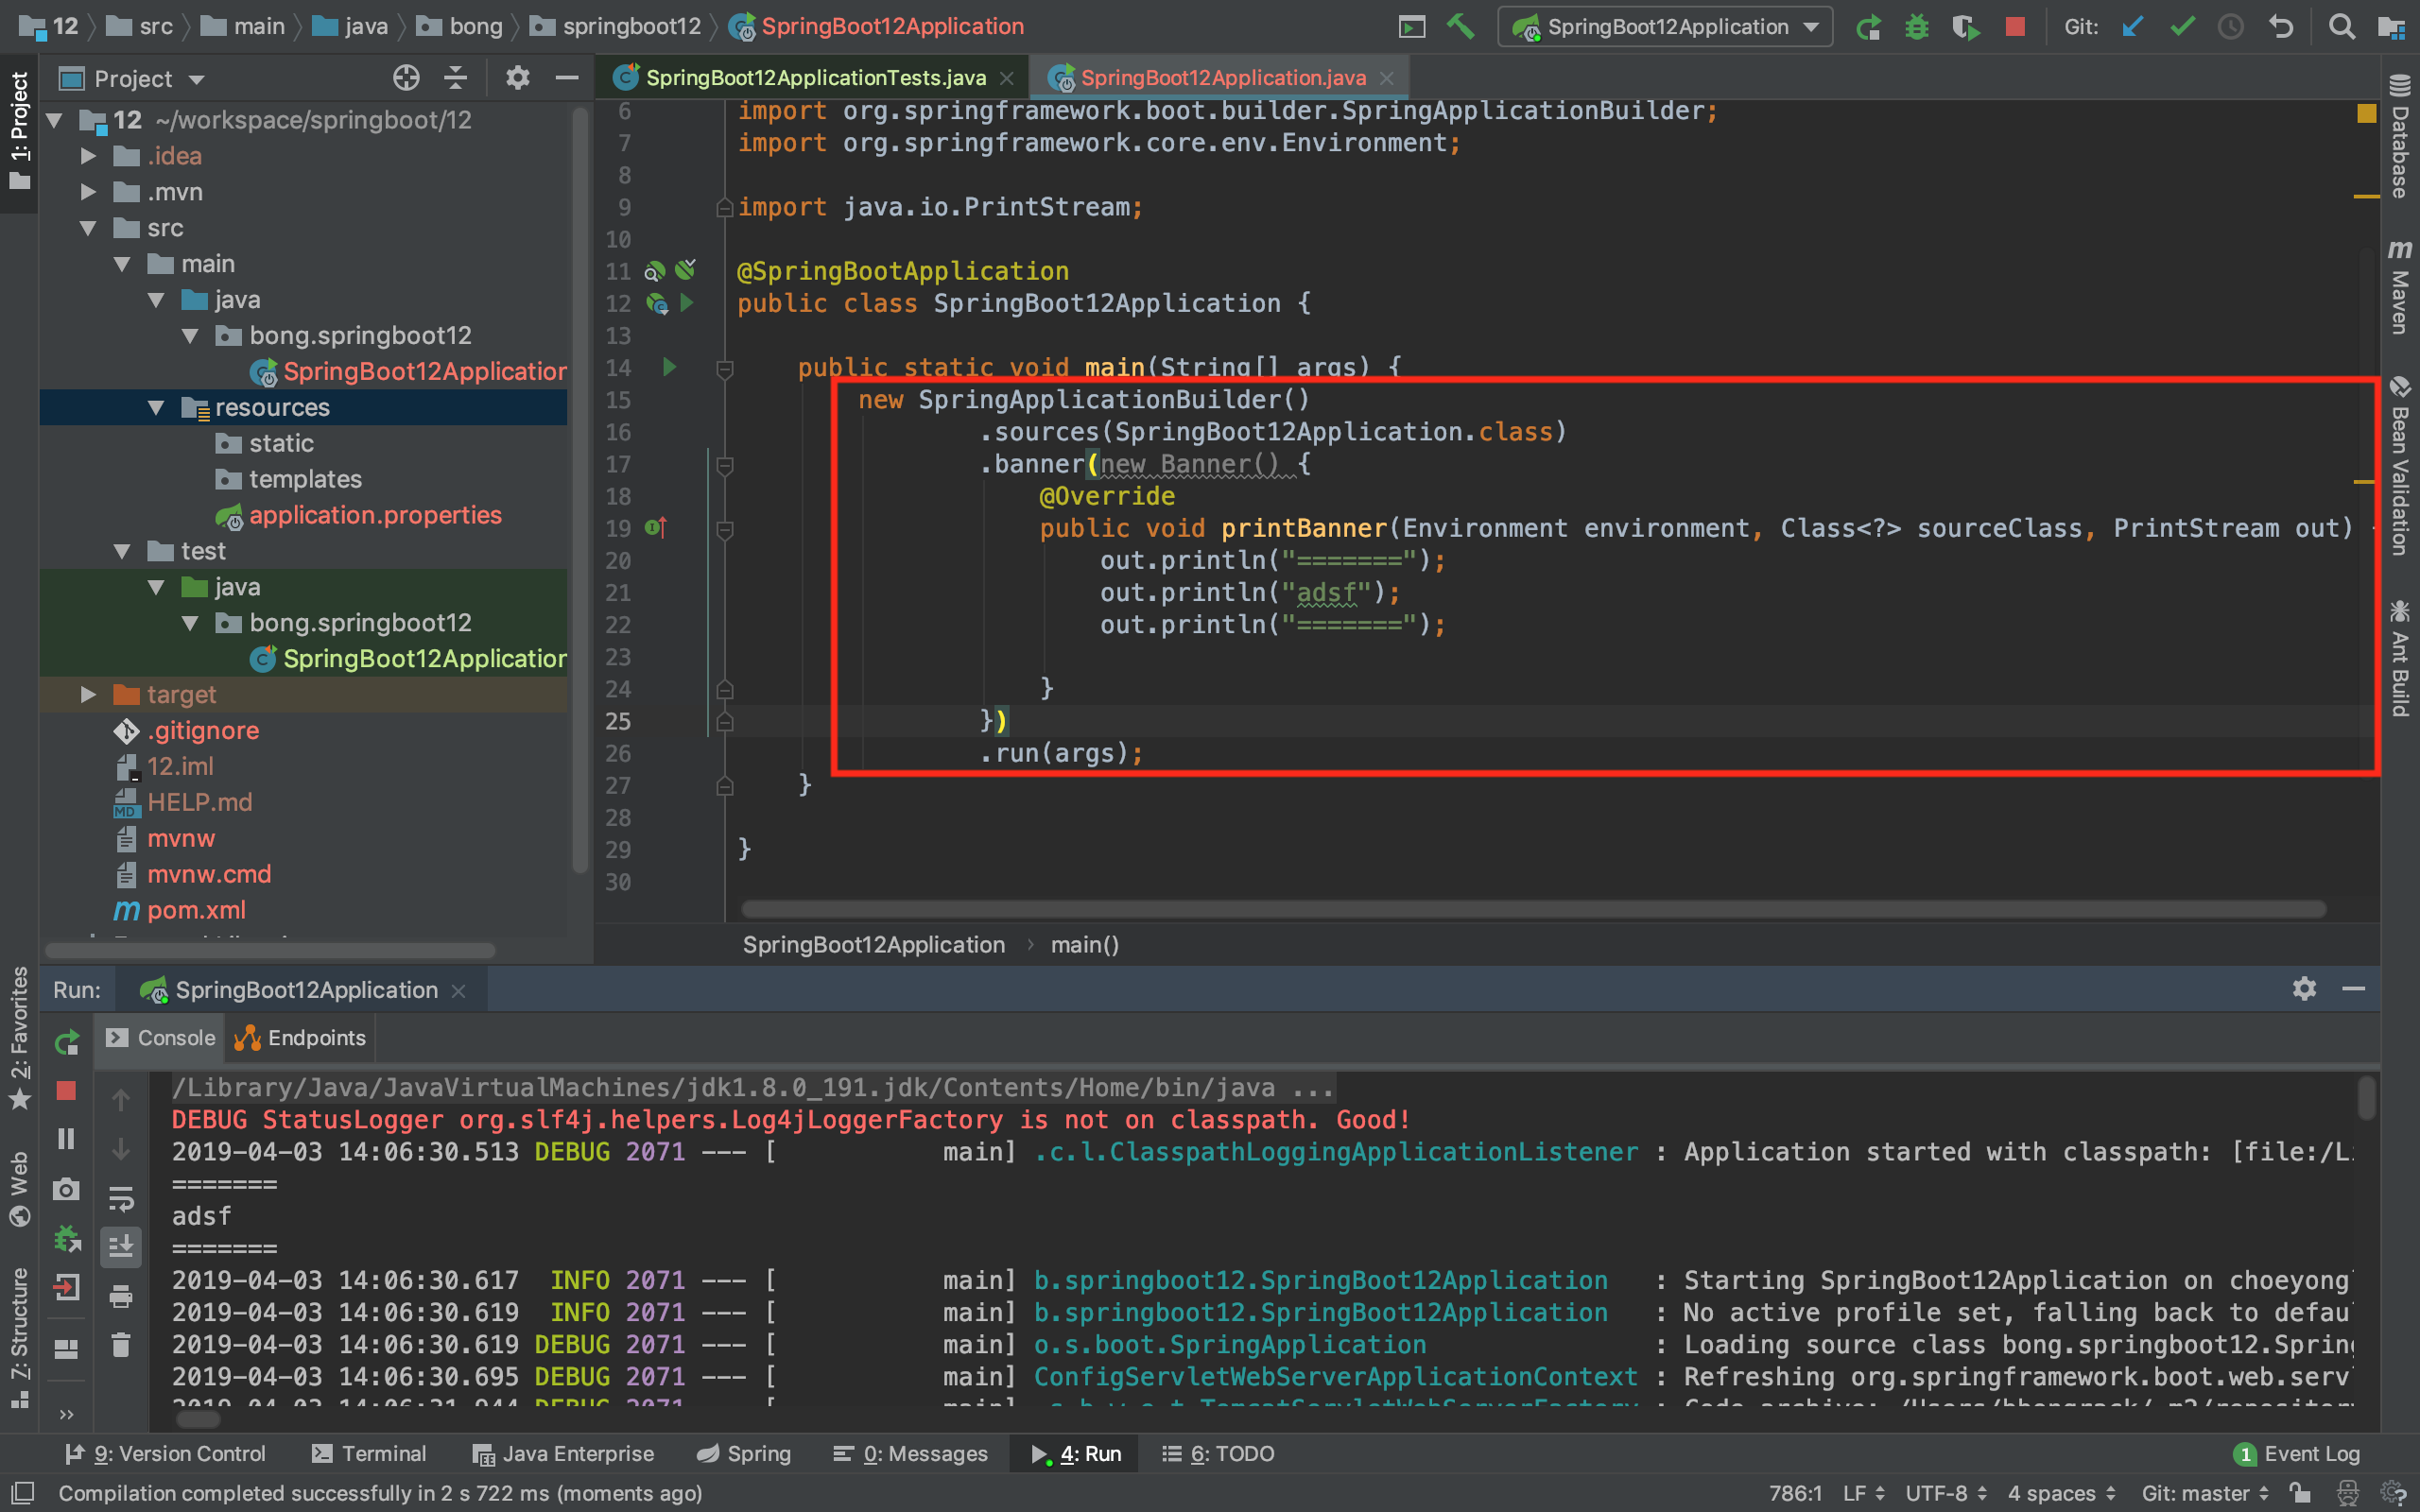 12 src main java bong springboot12 SpringBoot12Application
SpringBoot12Application Git:
Project
SpringBoot12ApplicationTests.java SpringBoot12Application.java
1: Project
2: Favorites
Web
Z: Structure
12 ~/workspace/springboot/12
.idea
.mvn
src
main
java
bong.springboot12
SpringBoot12Application
resources
static
templates
application.properties
test
java
bong.springboot12
SpringBoot12Application
target
.gitignore
12.iml
HELP.md
mvnw
mvnw.cmd
pom.xml
6 import org.springframework.boot.builder.SpringApplicationBuilder;
7 import org.springframework.core.env.Environment;
8
9 import java.io.PrintStream;
10
11 @SpringBootApplication
12 public class SpringBoot12Application {
13
14 public static void main(String[] args) {
15 new SpringApplicationBuilder()
16 .sources(SpringBoot12Application.class)
17 .banner(new Banner() {
18 @Override
19 public void printBanner(Environment environment, Class<?> sourceClass, PrintStream out)
20 out.println("=======");
21 out.println("adsf");
22 out.println("=======");
23
24 }
25 })
26 .run(args);
27 }
28
29 }
30
SpringBoot12Application › main()
Database
m Maven
Bean Validation
Ant Build
Run: SpringBoot12Application
Console Endpoints
/Library/Java/JavaVirtualMachines/jdk1.8.0_191.jdk/Contents/Home/bin/java ...
DEBUG StatusLogger org.slf4j.helpers.Log4jLoggerFactory is not on classpath. Good!
2019-04-03 14:06:30.513 DEBUG 2071 --- [ main] .c.l.ClasspathLoggingApplicationListener : Application started with classpath: [file:/Li
=======
adsf
=======
2019-04-03 14:06:30.617 INFO 2071 --- [ main] b.springboot12.SpringBoot12Application : Starting SpringBoot12Application on choeyong
2019-04-03 14:06:30.619 INFO 2071 --- [ main] b.springboot12.SpringBoot12Application : No active profile set, falling back to defau
2019-04-03 14:06:30.619 DEBUG 2071 --- [ main] o.s.boot.SpringApplication : Loading source class bong.springboot12.Spring
2019-04-03 14:06:30.695 DEBUG 2071 --- [ main] ConfigServletWebServerApplicationContext : Refreshing org.springframework.boot.web.serv
9: Version Control Terminal Java Enterprise Spring 0: Messages 4: Run 6: TODO 1 Event Log
Compilation completed successfully in 2 s 722 ms (moments ago) 786:1 LF UTF-8 4 spaces Git: master